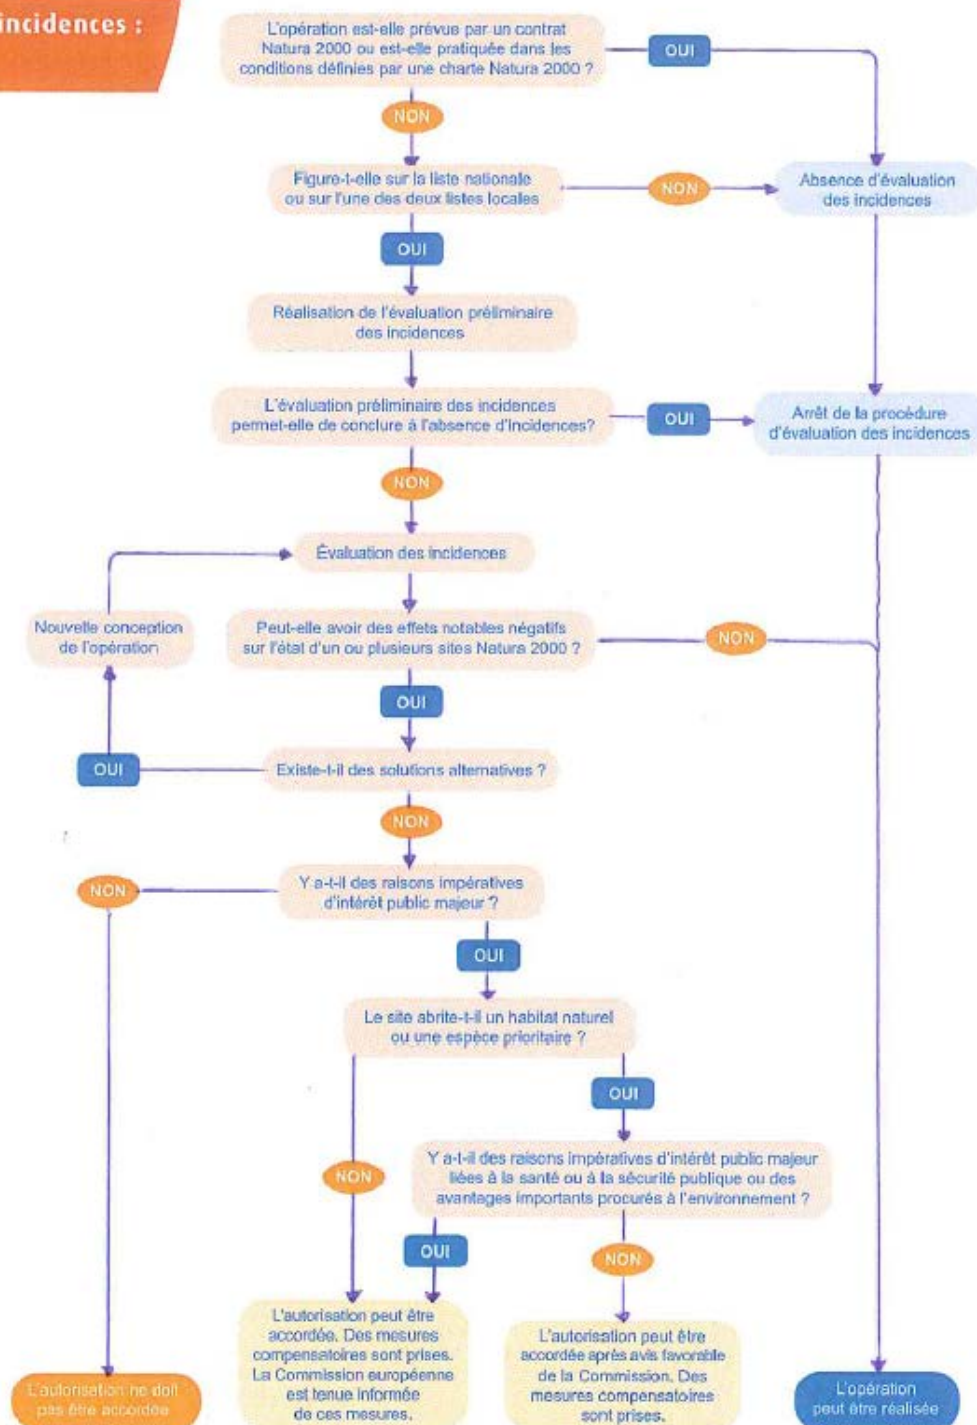 incidences :
L'opération est-elle prévue par un contrat
Natura 2000 ou est-elle pratiquée dans les
conditions définies par une charte Natura 2000 ?
OUI
NON
Figure-t-elle sur la liste nationale
ou sur l'une des deux listes locales
NON
Absence d'évaluation
des incidences
OUI
Réalisation de l'évaluation préliminaire
des incidences
L'évaluation préliminaire des incidences
permet-elle de conclure à l'absence d'incidences?
OUI
Arrêt de la procédure
d'évaluation des incidences
NON
Évaluation des incidences
Nouvelle conception
de l'opération
Peut-elle avoir des effets notables négatifs
sur l'état d'un ou plusieurs sites Natura 2000 ?
NON
OUI
OUI
Existe-t-il des solutions alternatives ?
NON
NON
Y a-t-il des raisons impératives
d'intérêt public majeur ?
OUI
Le site abrite-t-il un habitat naturel
ou une espèce prioritaire ?
OUI
NON
Y a-t-il des raisons impératives d'intérêt public majeur
liées à la santé ou à la sécurité publique ou des
avantages importants procurés à l'environnement ?
OUI
NON
L'autorisation peut être
accordée. Des mesures
compensatoires sont prises.
La Commission européenne
est tenue informée
de ces mesures.
L'autorisation peut être
accordée après avis favorable
de la Commission. Des
mesures compensatoires
sont prises.
L'autorisation ne doit
pas être accordée
L'opération
peut être réalisée